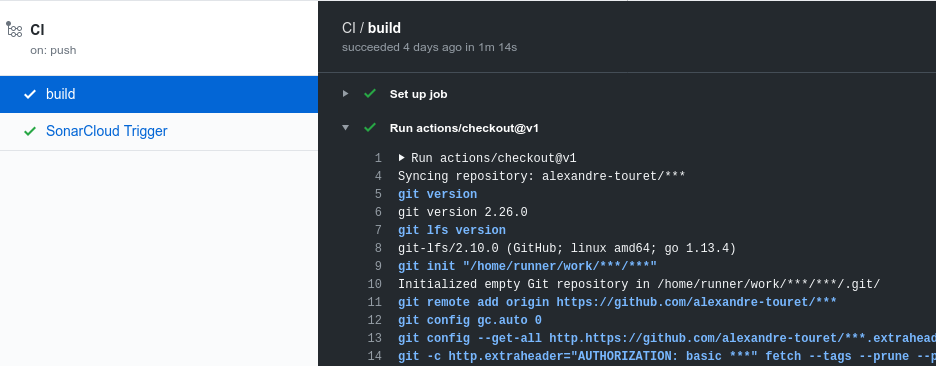 CI
on: push
build
SonarCloud Trigger
CI / build
succeeded 4 days ago in 1m 14s
Set up job
Run actions/checkout@v1
1 Run actions/checkout@v1
4 Syncing repository: alexandre-touret/***
5 git version
6 git version 2.26.0
7 git lfs version
8 git-lfs/2.10.0 (GitHub; linux amd64; go 1.13.4)
9 git init "/home/runner/work/***/***"
10 Initialized empty Git repository in /home/runner/work/***/***/.git/
11 git remote add origin https://github.com/alexandre-touret/***
12 git config gc.auto 0
13 git config --get-all http.https://github.com/alexandre-touret/***.extrahead
14 git -c http.extraheader="AUTHORIZATION: basic ***" fetch --tags --prune --p